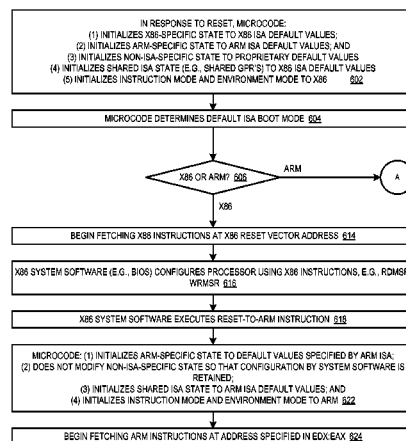 IN RESPONSE TO RESET, MICROCODE:
(1) INITIALIZES X86-SPECIFIC STATE TO X86 ISA DEFAULT VALUES;
(2) INITIALIZES ARM-SPECIFIC STATE TO ARM ISA DEFAULT VALUES; AND
(3) INITIALIZES NON-ISA-SPECIFIC STATE TO PROPRIETARY DEFAULT VALUES
(4) INITIALIZES SHARED ISA STATE (E.G., SHARED GPR'S) TO X86 ISA DEFAULT VALUES
(5) INITIALIZES INSTRUCTION MODE AND ENVIRONMENT MODE TO X86 602
MICROCODE DETERMINES DEFAULT ISA BOOT MODE 604
X86 OR ARM? 606
ARM
A
X86
BEGIN FETCHING X86 INSTRUCTIONS AT X86 RESET VECTOR ADDRESS 614
X86 SYSTEM SOFTWARE (E.G., BIOS) CONFIGURES PROCESSOR USING X86 INSTRUCTIONS, E.G., RDMSR
WRMSR 616
X86 SYSTEM SOFTWARE EXECUTES RESET-TO-ARM INSTRUCTION 618
MICROCODE: (1) INITIALIZES ARM-SPECIFIC STATE TO DEFAULT VALUES SPECIFIED BY ARM ISA;
(2) DOES NOT MODIFY NON-ISA-SPECIFIC STATE SO THAT CONFIGURATION BY SYSTEM SOFTWARE IS
RETAINED;
(3) INITIALIZES SHARED ISA STATE TO ARM ISA DEFAULT VALUES; AND
(4) INITIALIZES INSTRUCTION MODE AND ENVIRONMENT MODE TO ARM 622
BEGIN FETCHING ARM INSTRUCTIONS AT ADDRESS SPECIFIED IN EDX:EAX 624